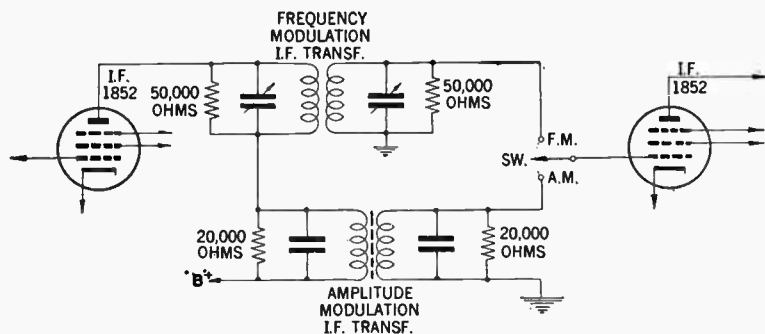 FREQUENCY
MODULATION
I.F. TRANSF.
I.F.
1852
50,000
OHMS
50,000
OHMS
I.F.
1852
F.M.
SW.
A.M.
20,000
OHMS
20,000
OHMS
"B"+
AMPLITUDE
MODULATION
I.F. TRANSF.